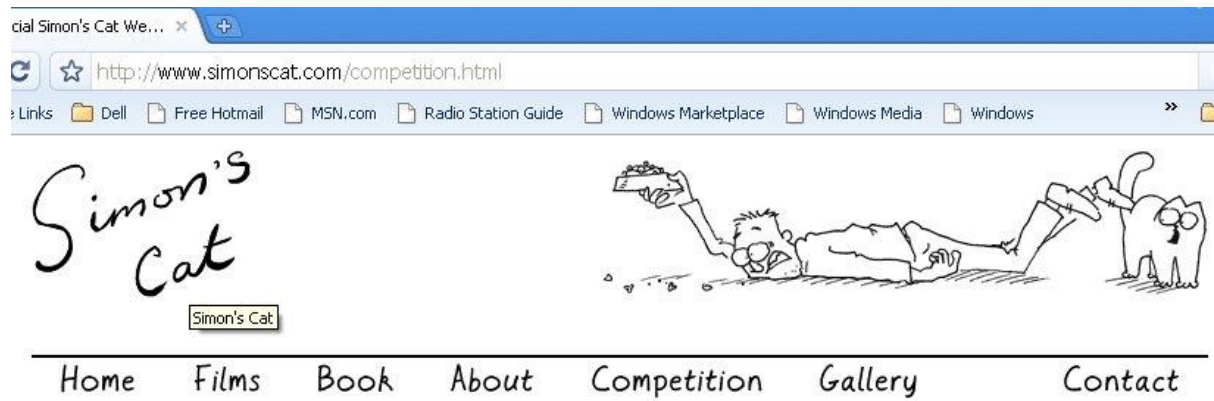 cial Simon's Cat We...
http://www.simonscat.com/competition.html
Links Dell Free Hotmail MSN.com Radio Station Guide Windows Marketplace Windows Media Windows »
Simon's
Cat
Simon's Cat
Home Films Book About Competition Gallery Contact